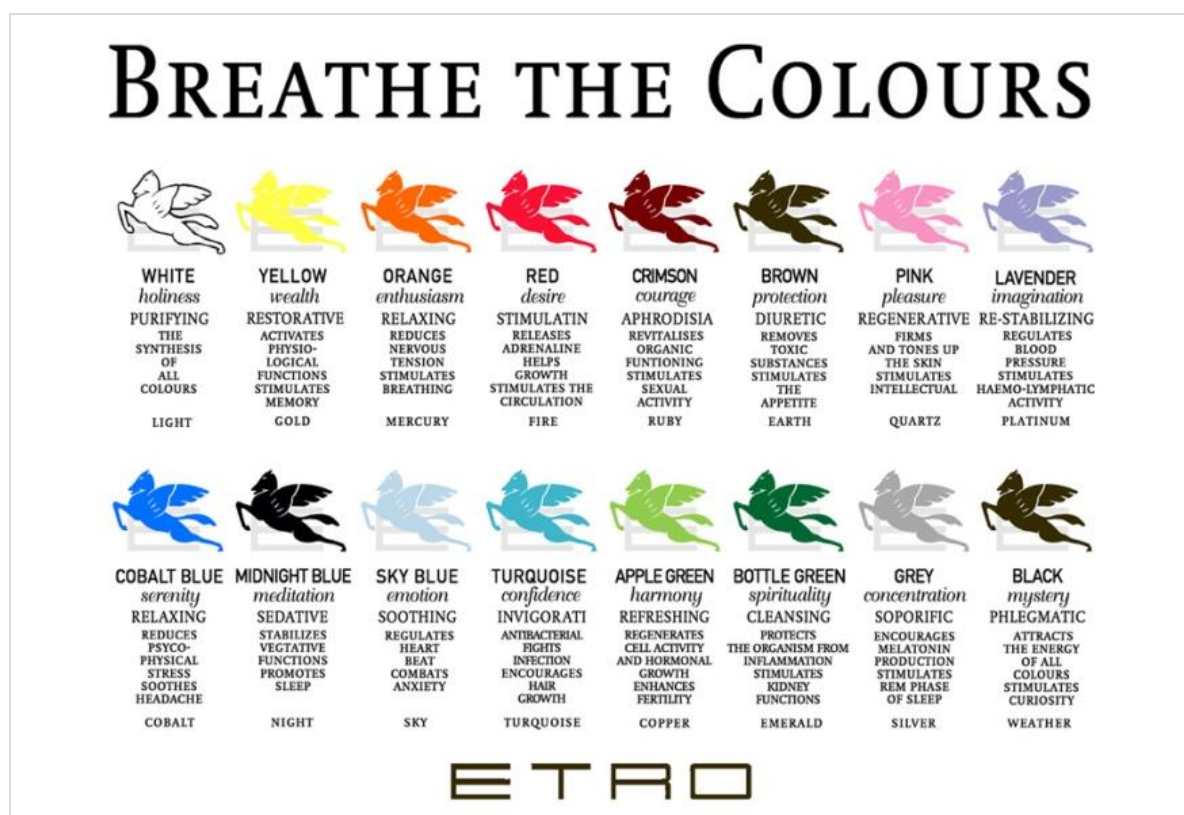 BREATHE THE COLOURS
WHITE
holiness
PURIFYING
THE
SYNTHESIS
OF
ALL
COLOURS
LIGHT
YELLOW
wealth
RESTORATIVE
ACTIVATES
PHYSIO-
LOGICAL
FUNCTIONS
STIMULATES
MEMORY
GOLD
ORANGE
enthusiasm
RELAXING
REDUCES
NERVOUS
TENSION
STIMULATES
BREATHING
MERCURY
RED
desire
STIMULATIN
RELEASES
ADRENALINE
HELPS
GROWTH
STIMULATES THE
CIRCULATION
FIRE
CRIMSON
courage
APHRODISIA
REVITALISES
ORGANIC
FUNTIONING
STIMULATES
SEXUAL
ACTIVITY
RUBY
BROWN
protection
DIURETIC
REMOVES
TOXIC
SUBSTANCES
STIMULATES
THE
APPETITE
EARTH
PINK
pleasure
REGENERATIVE
FIRMS
AND TONES UP
THE SKIN
STIMULATES
INTELLECTUAL
QUARTZ
LAVENDER
imagination
RE-STABILIZING
REGULATES
BLOOD
PRESSURE
STIMULATES
HAEMO-LYMPHATIC
ACTIVITY
PLATINUM
COBALT BLUE
serenity
RELAXING
REDUCES
PSYCO-
PHYSICAL
STRESS
SOOTHES
HEADACHE
COBALT
MIDNIGHT BLUE
meditation
SEDATIVE
STABILIZES
VEGTATIVE
FUNCTIONS
PROMOTES
SLEEP
NIGHT
SKY BLUE
emotion
SOOTHING
REGULATES
HEART
BEAT
COMBATS
ANXIETY
SKY
TURQUOISE
confidence
INVIGORATI
ANTIBACTERIAL
FIGHTS
INFECTION
ENCOURAGES
HAIR
GROWTH
TURQUOISE
APPLE GREEN
harmony
REFRESHING
REGENERATES
CELL ACTIVITY
AND HORMONAL
GROWTH
ENHANCES
FERTILITY
COPPER
BOTTLE GREEN
spirituality
CLEANSING
PROTECTS
THE ORGANISM FROM
INFLAMMATION
STIMULATES
KIDNEY
FUNCTIONS
EMERALD
GREY
concentration
SOPORIFIC
ENCOURAGES
MELATONIN
PRODUCTION
STIMULATES
REM PHASE
OF SLEEP
SILVER
BLACK
mystery
PHLEGMATIC
ATTRACTS
THE ENERGY
OF ALL
COLOURS
STIMULATES
CURIOSITY
WEATHER
ETRO